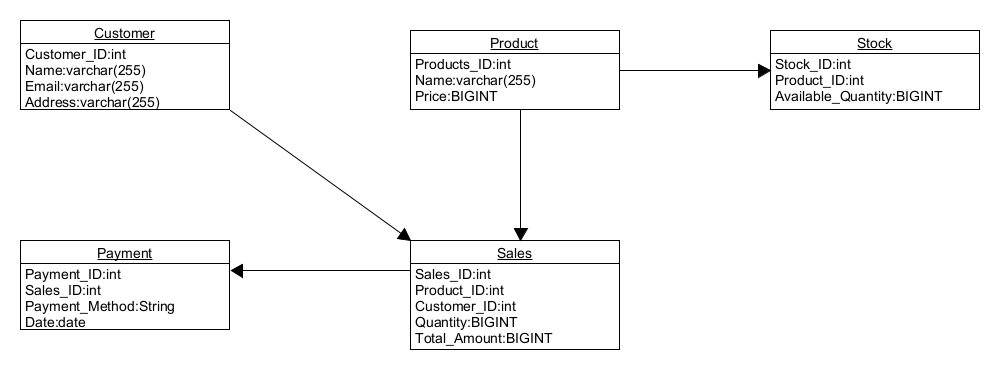 Customer
Customer_ID:int
Name:varchar(255)
Email:varchar(255)
Address:varchar(255)
Product
Products_ID:int
Name:varchar(255)
Price:BIGINT
Stock
Stock_ID:int
Product_ID:int
Available_Quantity:BIGINT
Payment
Payment_ID:int
Sales_ID:int
Payment_Method:String
Date:date
Sales
Sales_ID:int
Product_ID:int
Customer_ID:int
Quantity:BIGINT
Total_Amount:BIGINT